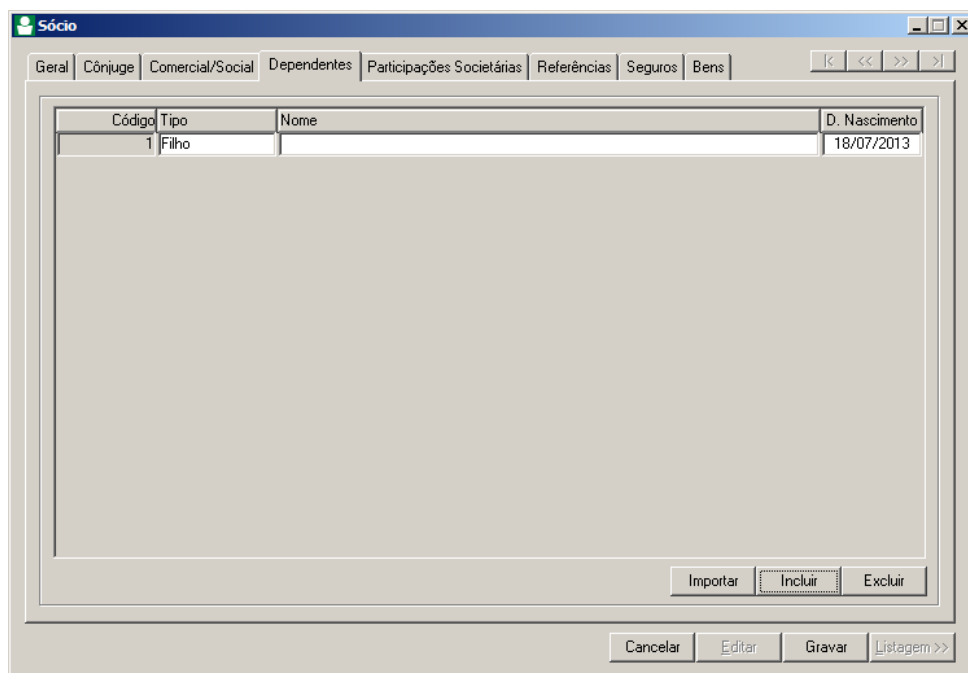 Sócio
Geral Cônjuge Comercial/Social Dependentes Participações Societárias Referências Seguros Bens |< << >> >|
Código Tipo Nome D. Nascimento
1 Filho 18/07/2013
Importar Incluir Excluir
Cancelar Editar Gravar Listagem >>